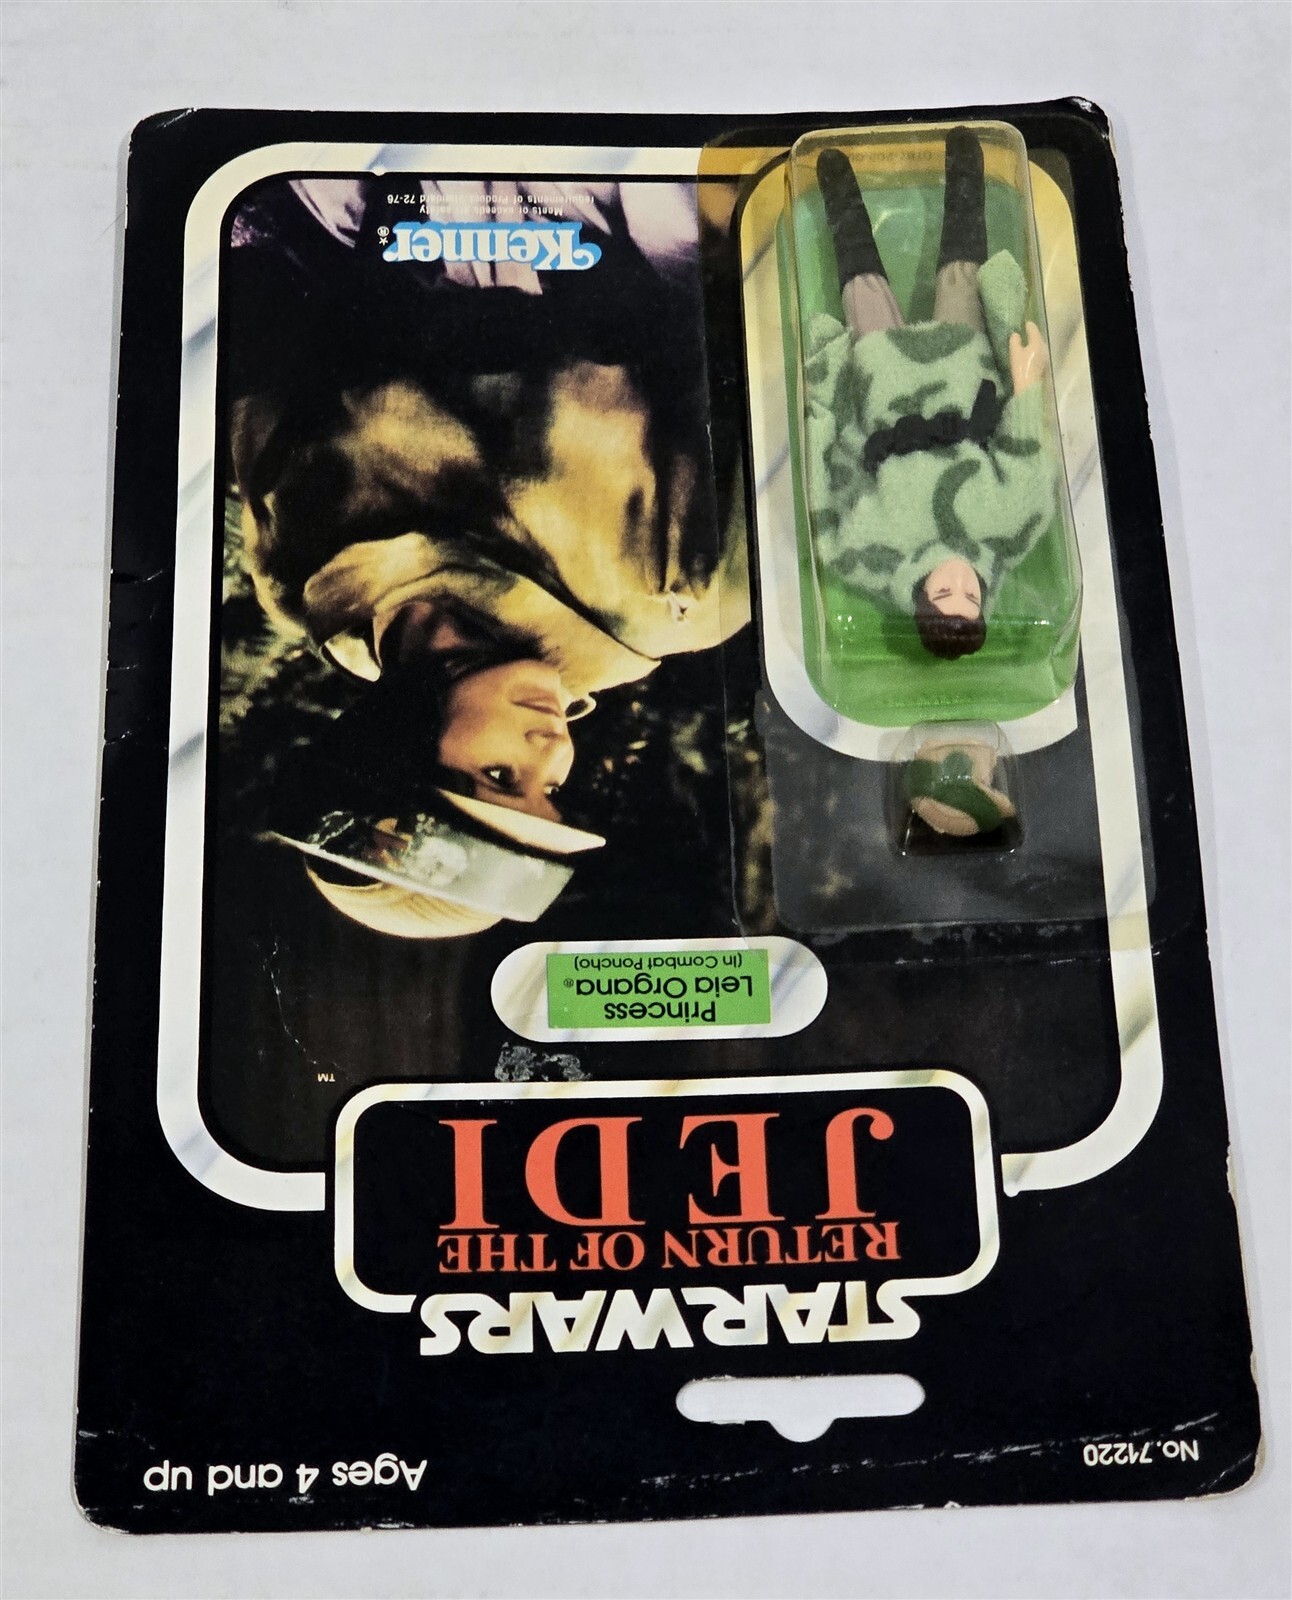 No. 71220
Ages 4 and up
STAR WARS
RETURN OF THE
JEDI
TM
Princess
Leia Organa®
(in Combat Poncho)
Kenner®
Meets or exceeds all safety
requirements of Product Standard 72-76